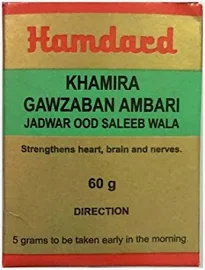 Hamdard
KHAMIRA
GAWZABAN AMBARI
JADWAR OOD SALEEB WALA
Strengthens heart, brain and nerves.
60 g
DIRECTION
5 grams to be taken early in the morning.